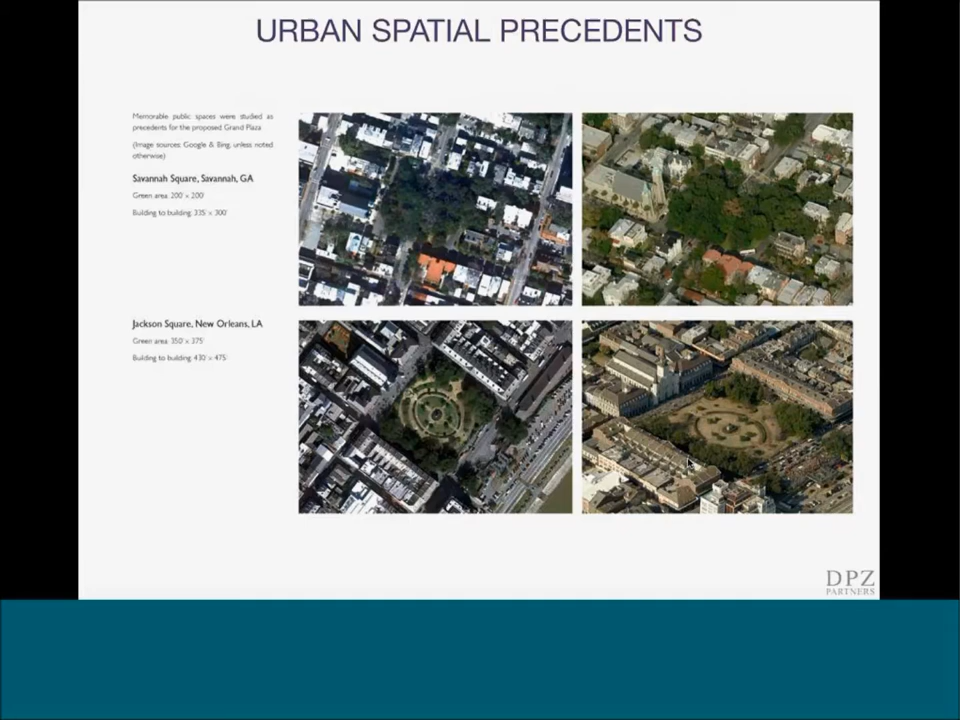 URBAN SPATIAL PRECEDENTS
Memorable public spaces were studied as
precedents for the proposed Grand Plaza
(Image sources: Google & Bing, unless noted
otherwise)
Savannah Square, Savannah, GA
Green area: 200' x 200'
Building to building: 335' x 300'
Jackson Square, New Orleans, LA
Green area: 350' x 375'
Building to building: 430' x 475'
DPZ
PARTNERS